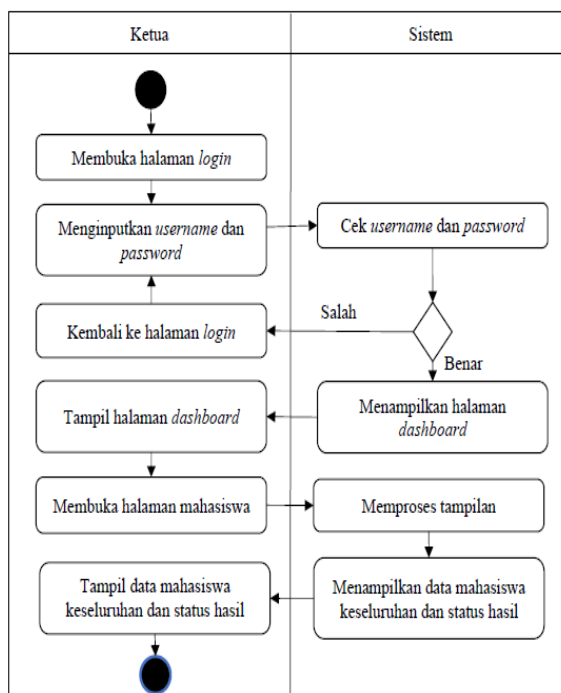 Ketua
Sistem
Membuka halaman login
Menginputkan username dan
password
Cek username dan password
Salah
Kembali ke halaman login
Benar
Tampil halaman dashboard
Menampilkan halaman
dashboard
Membuka halaman mahasiswa
Memproses tampilan
Tampil data mahasiswa
keseluruhan dan status hasil
Menampilkan data mahasiswa
keseluruhan dan status hasil